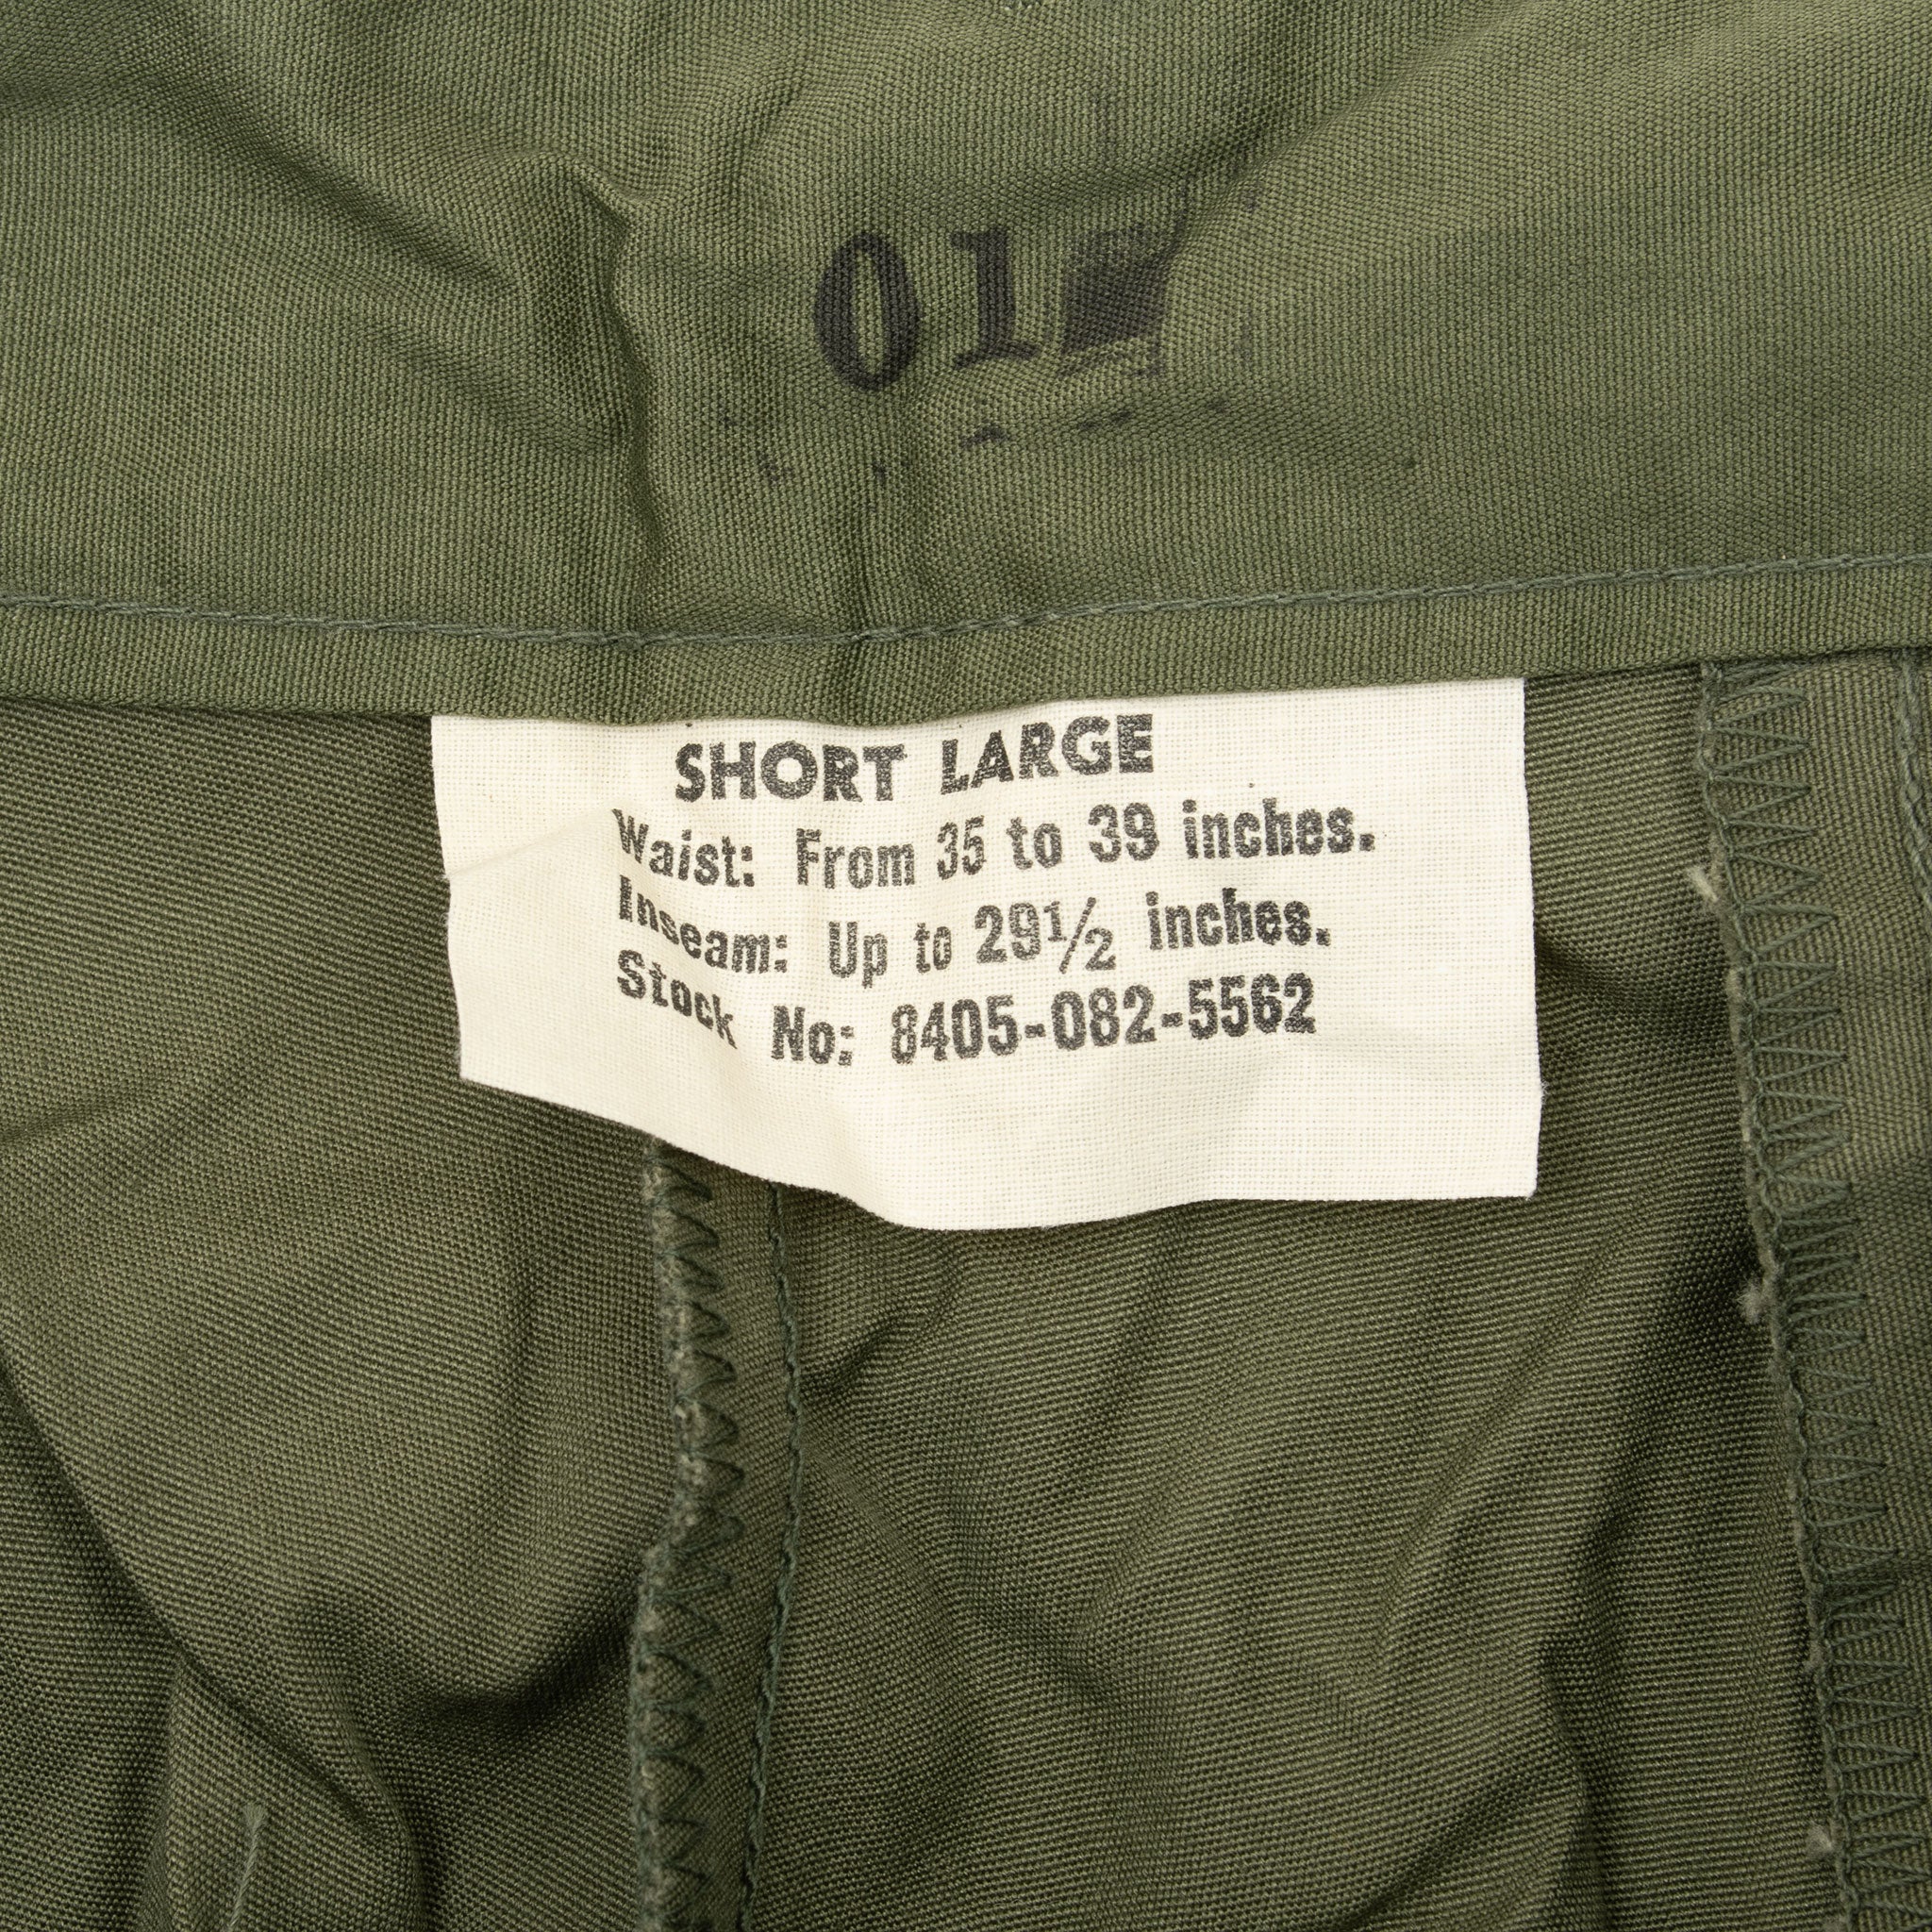 01
SHORT LARGE
Waist: From 35 to 39 inches.
Inseam: Up to 29½ inches.
Stock No: 8405-082-5562